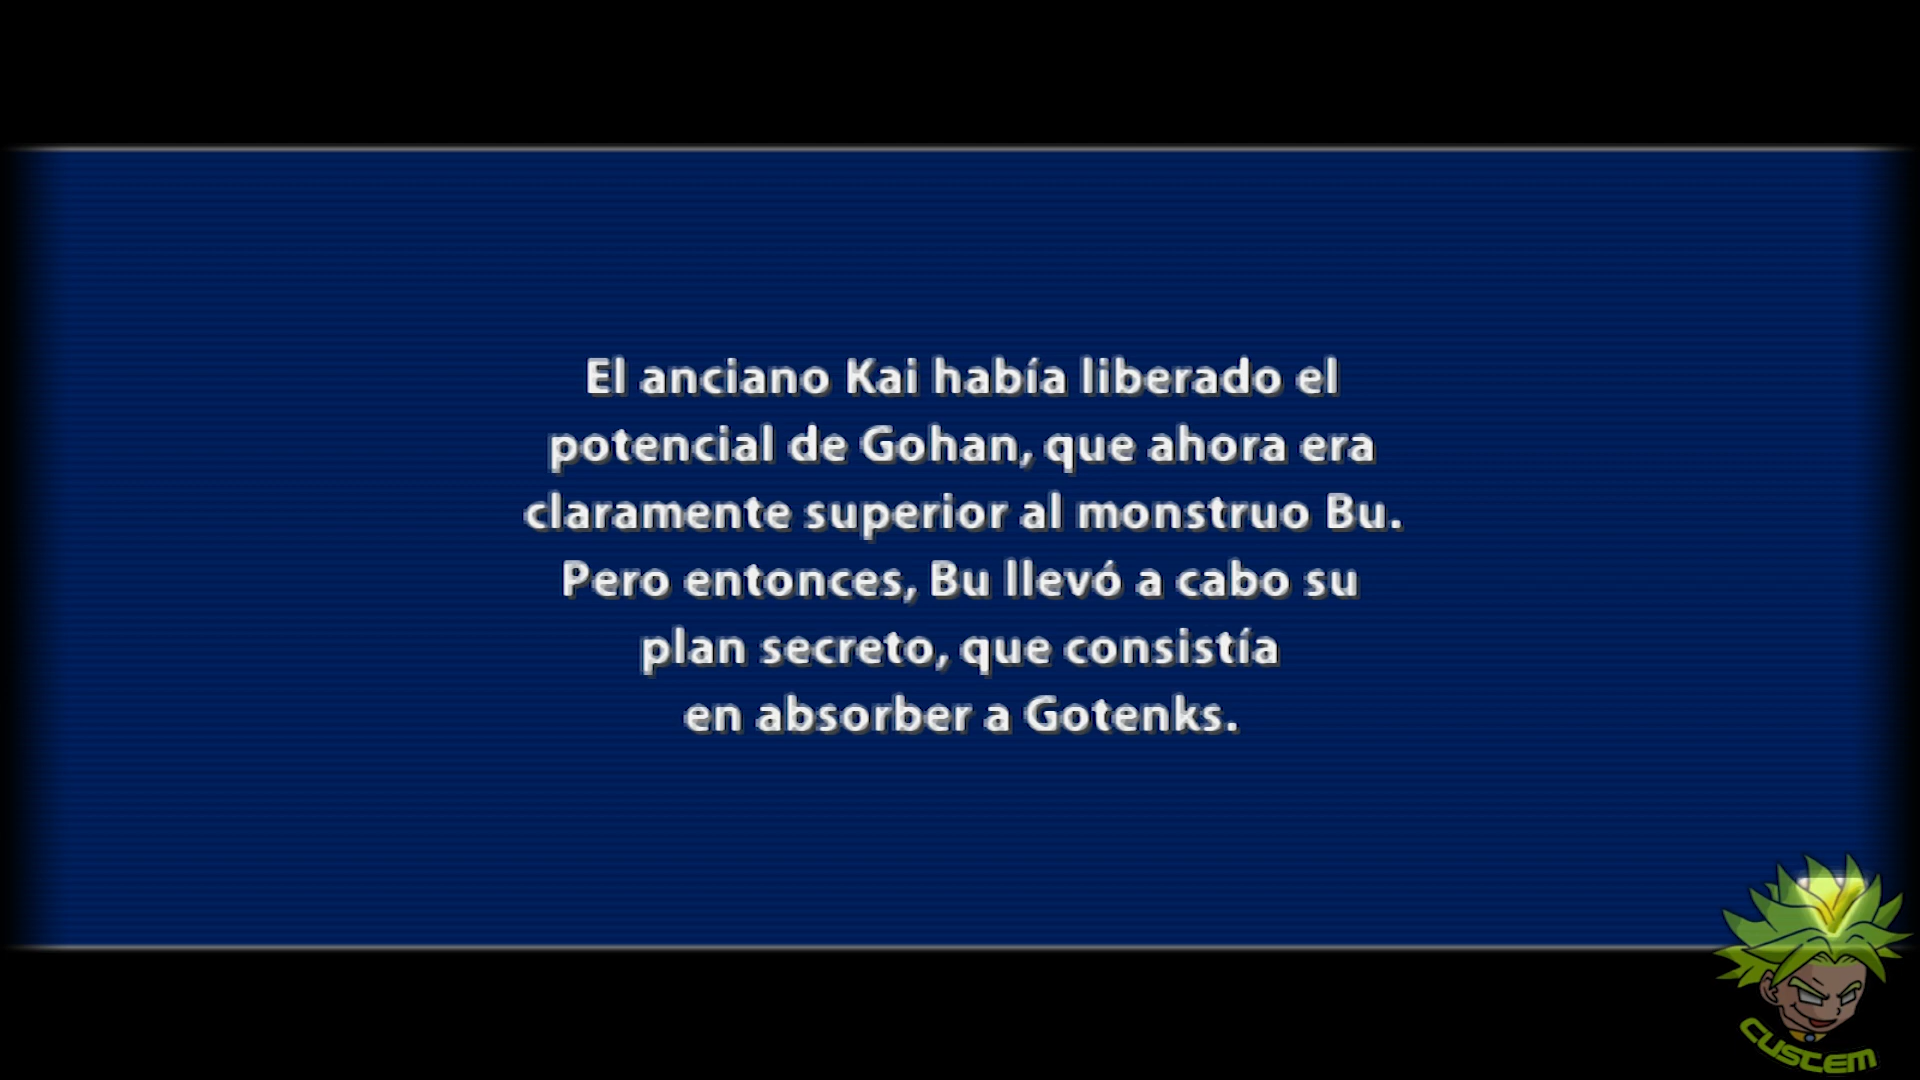 El anciano Kai había liberado el
potencial de Gohan, que ahora era
claramente superior al monstruo Bu.
Pero entonces, Bu llevó a cabo su
plan secreto, que consistía
en absorber a Gotenks.
CUSTEM